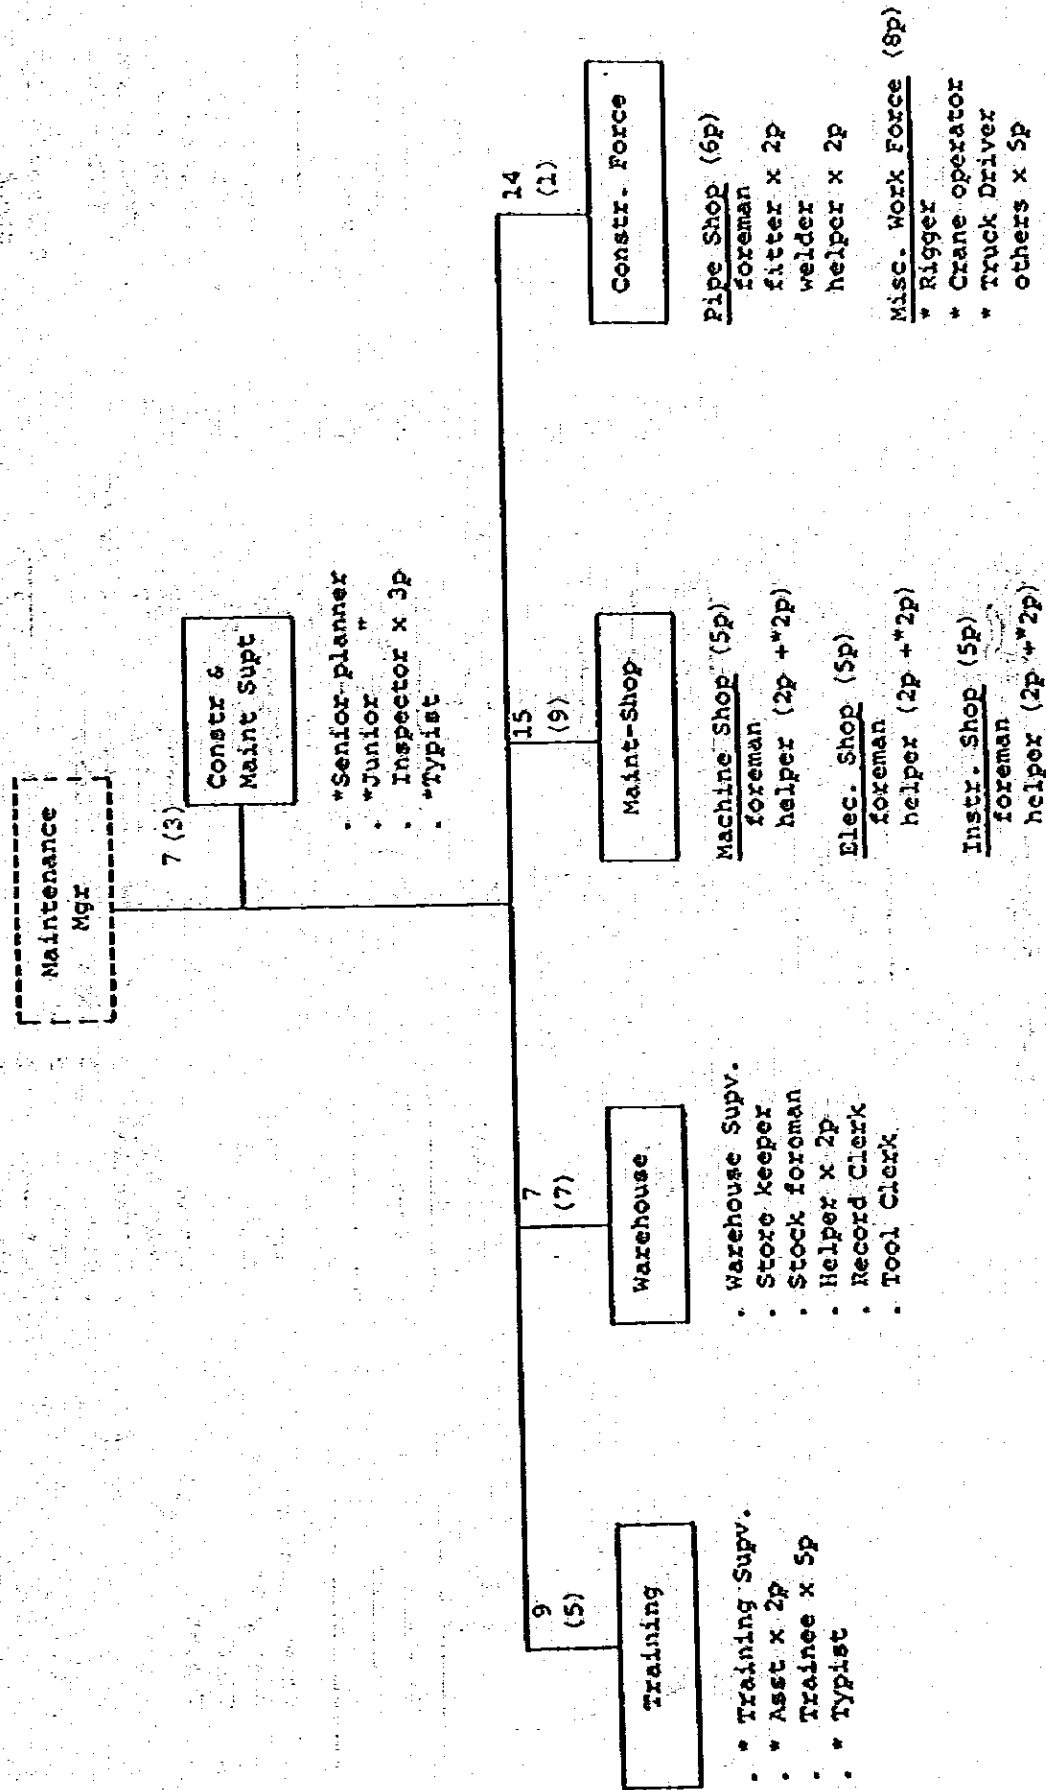 Maintenance
Mgr
7 (3)
Constr &
Maint Supt
. *Senior planner
. *Junior "
. Inspector x 3p
. *Typist
9
(5)
Training
. * Training Supv.
. * Asst x 2p
. Trainee x 5p
. * Typist
7
(7)
Warehouse
. Warehouse Supv.
. Store keeper
. Stock foroman
. Helper x 2p
. Record Clerk
. Tool Clerk
15
(9)
Maint-Shop
Machine Shop (5p)
foreman
helper (2p +*2p)
Elec. Shop (5p)
foreman
helper (2p +*2p)
Instr. Shop (5p)
foreman
helper (2p +*2p)
14
(1)
Constr. Force
Pipe Shop (6p)
foreman
fitter x 2p
welder
helper x 2p
Misc. Work Force (8p)
* Rigger
* Crane operator
* Truck Driver
others x 5p